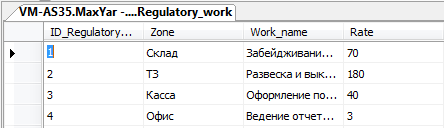 VM-AS35.MaxYar -....Regulatory_work
ID_Regulatory... Zone Work_name Rate
1 Склад Забейджировани... 70
2 ТЗ Развеска и вык... 180
3 Касса Оформление по... 40
4 Офис Ведение отчет... 3